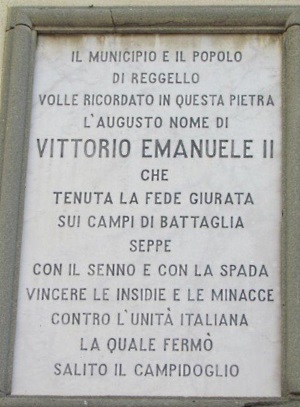 IL MUNICIPIO E IL POPOLO
DI REGGELLO
VOLLE RICORDATO IN QUESTA PIETRA
L'AUGUSTO NOME DI
VITTORIO EMANUELE II
CHE
TENUTA LA FEDE GIURATA
SUI CAMPI DI BATTAGLIA
SEPPE
CON IL SENNO E CON LA SPADA
VINCERE LE INSIDIE E LE MINACCE
CONTRO L'UNITÀ ITALIANA
LA QUALE FERMÒ
SALITO IL CAMPIDOGLIO